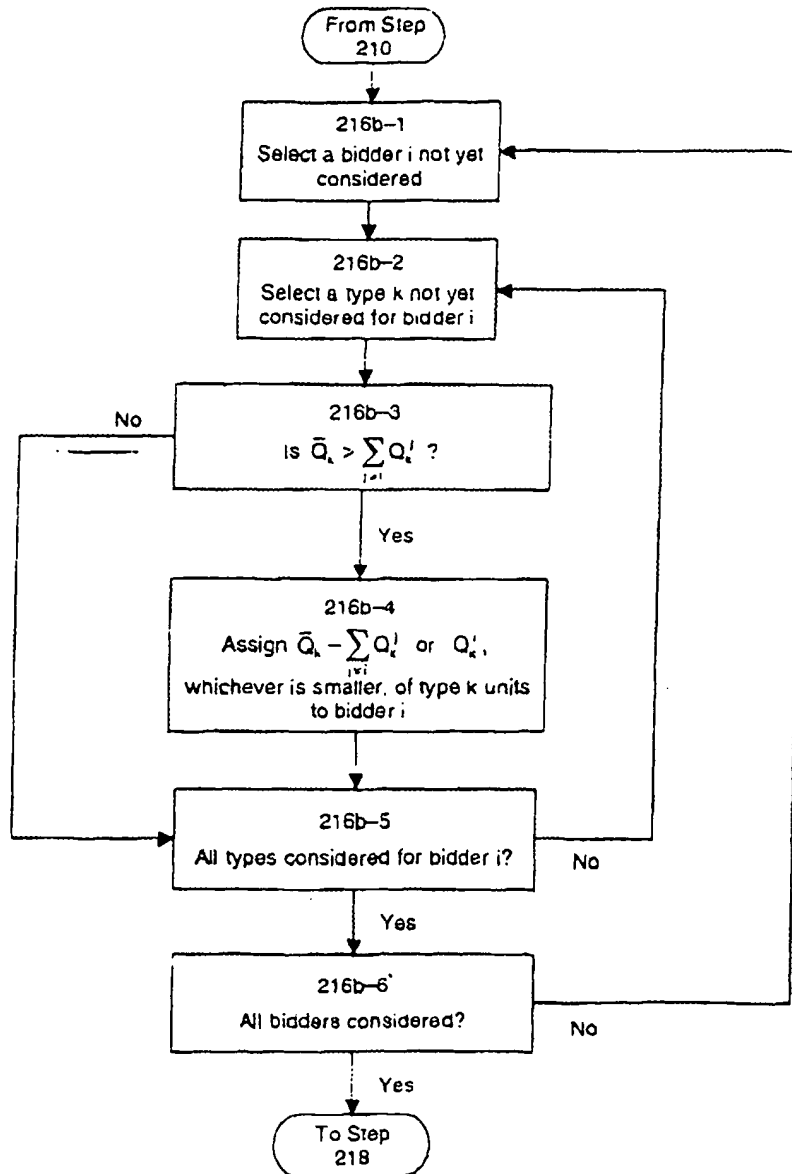 From Step
210
216b-1
Select a bidder i not yet
considered
216b-2
Select a type k not yet
considered for bidder i
No
216b-3
Is Q̄ₖ > ∑ Qₖʲ ?
j≠i
Yes
216b-4
Assign Q̄ₖ – ∑ Qₖʲ or Qₖⁱ,
j≠i
whichever is smaller, of type k units
to bidder i
216b-5
All types considered for bidder i?
No
Yes
216b-6
All bidders considered?
No
Yes
To Step
218